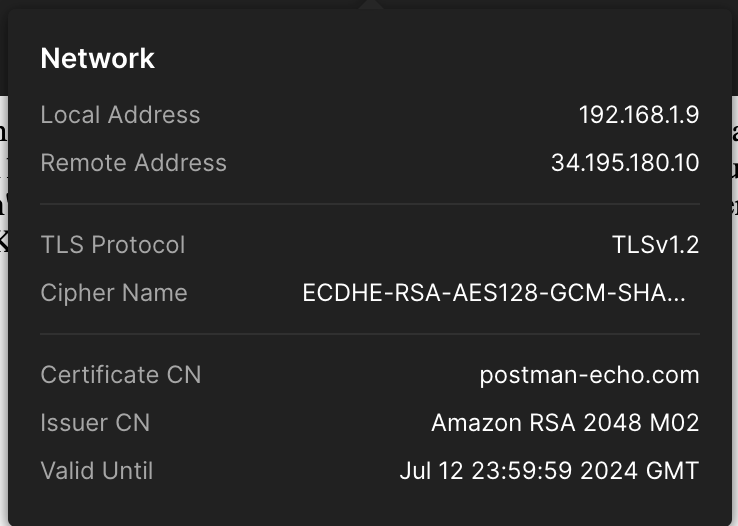 Network
Local Address 192.168.1.9
Remote Address 34.195.180.10
TLS Protocol TLSv1.2
Cipher Name ECDHE-RSA-AES128-GCM-SHA...
Certificate CN postman-echo.com
Issuer CN Amazon RSA 2048 M02
Valid Until Jul 12 23:59:59 2024 GMT